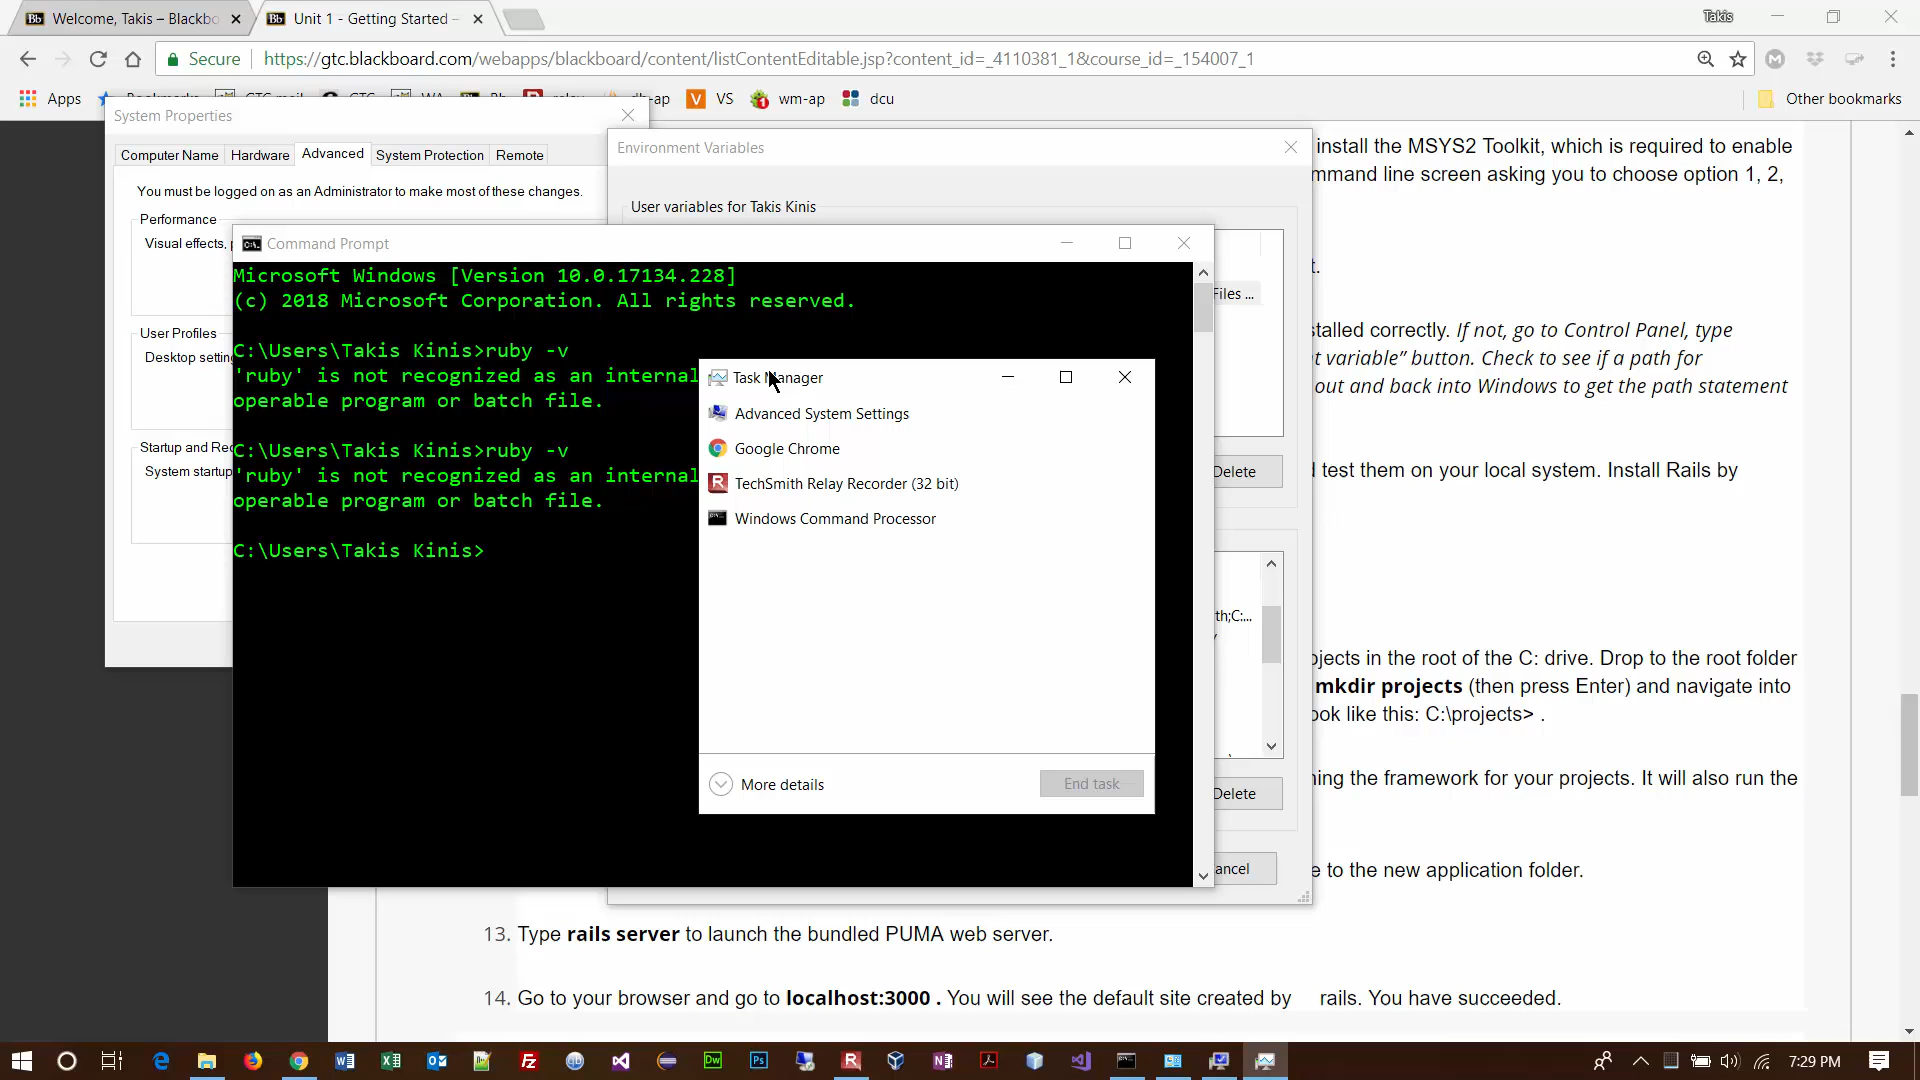 Welcome, Takis – Blackbo
Unit 1 - Getting Started –
Takis
Secure
https://gtc.blackboard.com/webapps/blackboard/content/listContentEditable.jsp?content_id=_4110381_1&course_id=_154007_1
Apps
VS
wm-ap
dcu
Other bookmarks
System Properties
Computer Name
Hardware
Advanced
System Protection
Remote
You must be logged on as an Administrator to make most of these changes.
Performance
Visual effects,
User Profiles
Desktop
Startup and
System startup
Environment Variables
User variables for Takis Kinis
Files ...
Delete
th;C:...
Delete
Command Prompt
Microsoft Windows [Version 10.0.17134.228]
(c) 2018 Microsoft Corporation. All rights reserved.
C:\Users\Takis Kinis>ruby -v
'ruby' is not recognized as an internal
operable program or batch file.
C:\Users\Takis Kinis>ruby -v
'ruby' is not recognized as an internal
operable program or batch file.
C:\Users\Takis Kinis>
Task Manager
Advanced System Settings
Google Chrome
TechSmith Relay Recorder (32 bit)
Windows Command Processor
More details
End task
install the MSYS2 Toolkit, which is required to enable
mmand line screen asking you to choose option 1, 2,
t.
stalled correctly. If not, go to Control Panel, type
t variable” button. Check to see if a path for
out and back into Windows to get the path statement
test them on your local system. Install Rails by
ojects in the root of the C: drive. Drop to the root folder
mkdir projects (then press Enter) and navigate into
ook like this: C:\projects> .
ning the framework for your projects. It will also run the
e to the new application folder.
13. Type rails server to launch the bundled PUMA web server.
14. Go to your browser and go to localhost:3000 . You will see the default site created by rails. You have succeeded.
7:29 PM